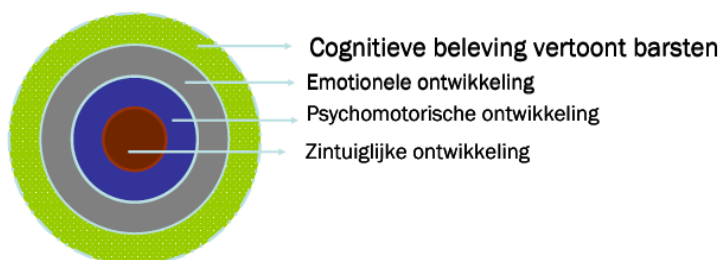 Cognitieve beleving vertoont barsten
Emotionele ontwikkeling
Psychomotorische ontwikkeling
Zintuiglijke ontwikkeling